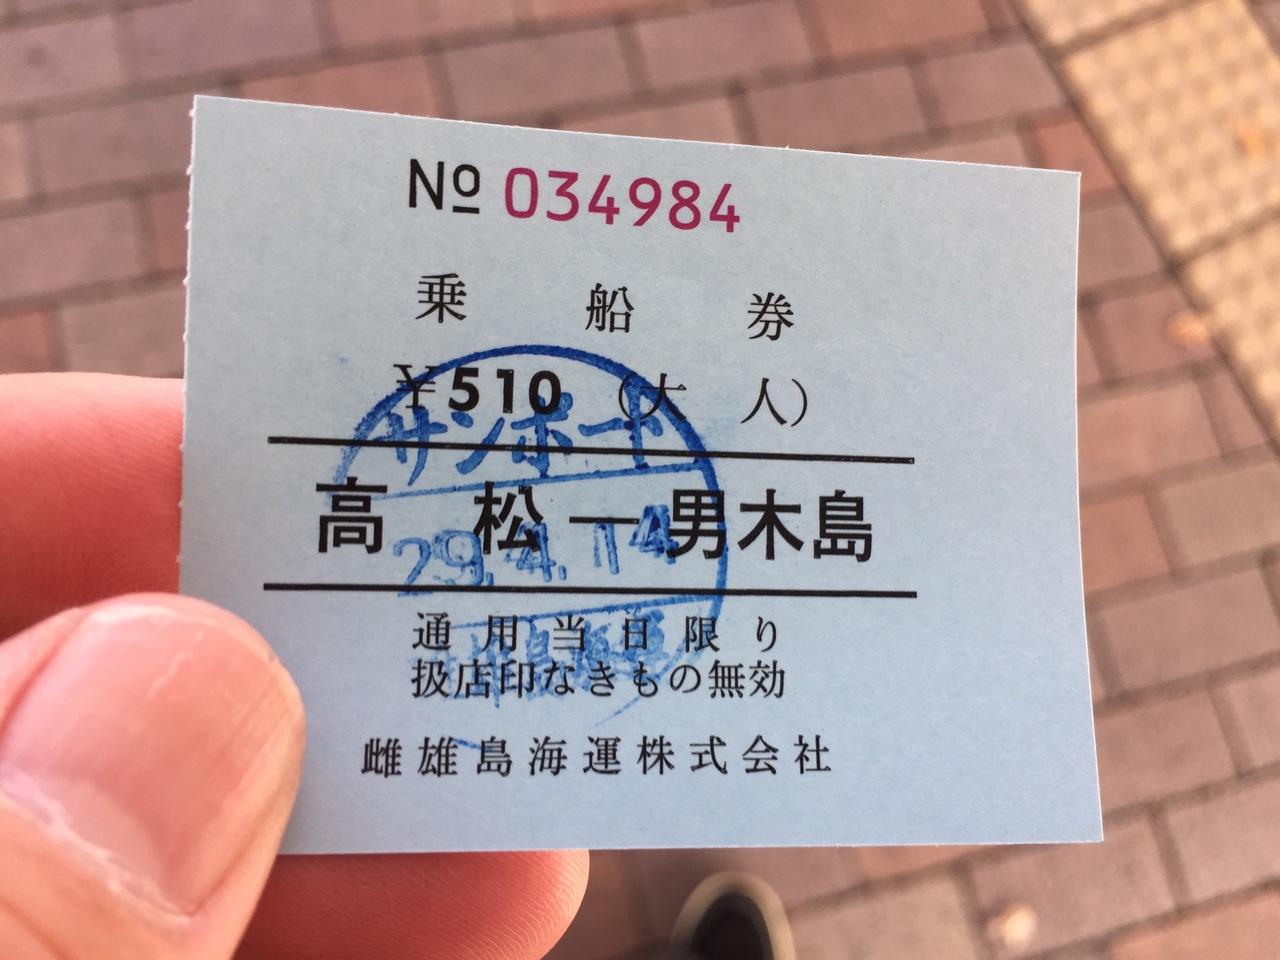 № 034984
乗船券
¥510 (大人)
サンポート
高松―男木島
29.4.14
通用当日限り
扱店印なきもの無効
雌雄島海運株式会社